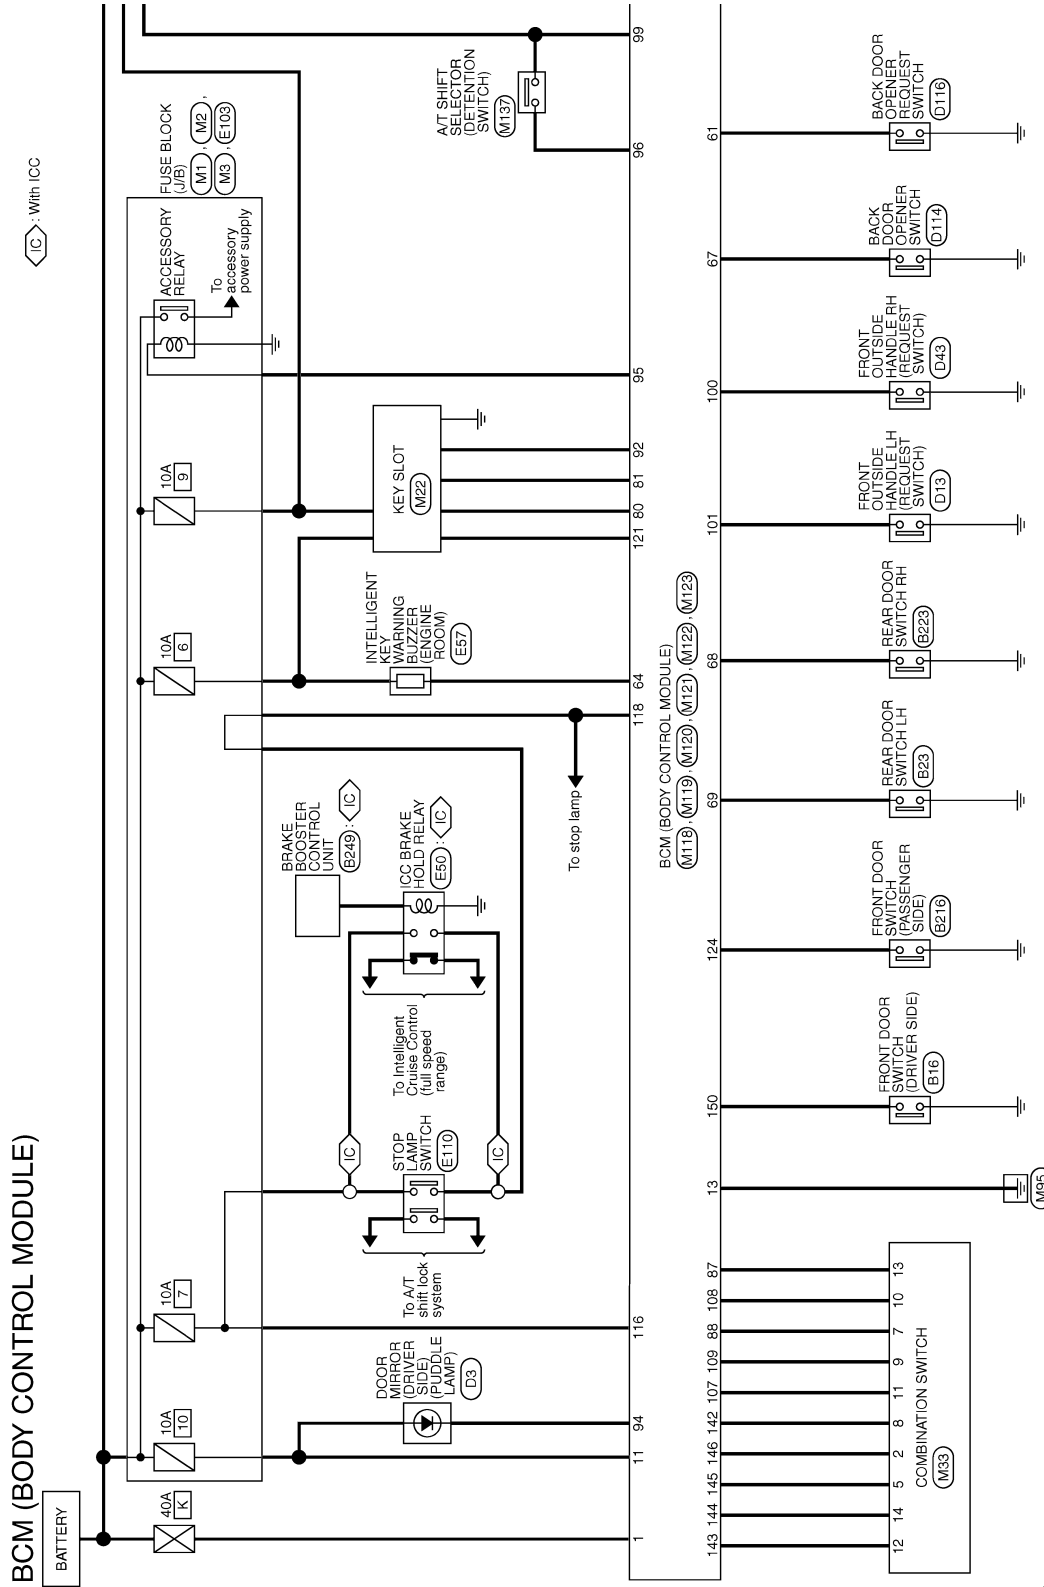 BCM (BODY CONTROL MODULE)
BATTERY
IC : With ICC
40A
K
10A
10
10A
7
10A
6
10A
9
ACCESSORY
RELAY
To
accessory
power supply
FUSE BLOCK
(J/B)
M1 , M2 ,
M3 , E103
DOOR
MIRROR
(DRIVER
SIDE)
(PUDDLE
LAMP)
D3
To A/T
shift lock
system
STOP
LAMP
SWITCH
E110
IC
IC
To Intelligent
Cruise Control
(full speed
range)
BRAKE
BOOSTER
CONTROL
UNIT
B249 : IC
ICC BRAKE
HOLD RELAY
E50 : IC
To stop lamp
INTELLIGENT
KEY
WARNING
BUZZER
(ENGINE
ROOM)
E57
KEY SLOT
M22
A/T SHIFT
SELECTOR
(DETENTION
SWITCH)
M137
1
11
94
116
118
64
121
80
81
92
95
96
99
BCM (BODY CONTROL MODULE)
M118 , M119 , M120 , M121 , M122 , M123
143
144
145
146
142
107
109
88
108
87
13
150
124
69
68
101
100
67
61
12
14
5
2
8
11
9
7
10
13
COMBINATION SWITCH
M33
M95
FRONT DOOR
SWITCH
(DRIVER SIDE)
B16
FRONT DOOR
SWITCH
(PASSENGER
SIDE)
B216
REAR DOOR
SWITCH LH
B23
REAR DOOR
SWITCH RH
B223
FRONT
OUTSIDE
HANDLE LH
(REQUEST
SWITCH)
D13
FRONT
OUTSIDE
HANDLE RH
(REQUEST
SWITCH)
D43
BACK
DOOR
OPENER
SWITCH
D114
BACK DOOR
OPENER
REQUEST
SWITCH
D116